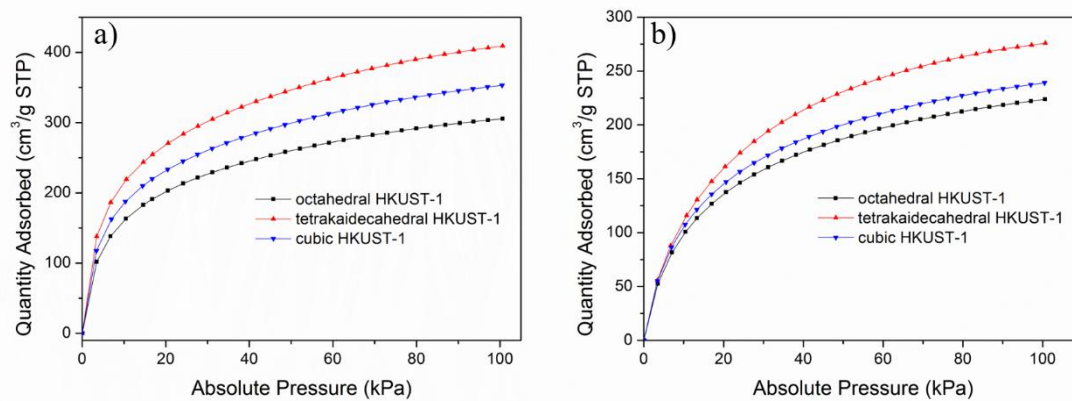 a)
Quantity Adsorbed (cm³/g STP)
400
300
200
100
0
octahedral HKUST-1
tetrakaidecahedral HKUST-1
cubic HKUST-1
0 20 40 60 80 100
Absolute Pressure (kPa)
b)
Quantity Adsorbed (cm³/g STP)
300
250
200
150
100
50
0
octahedral HKUST-1
tetrakaidecahedral HKUST-1
cubic HKUST-1
0 20 40 60 80 100
Absolute Pressure (kPa)